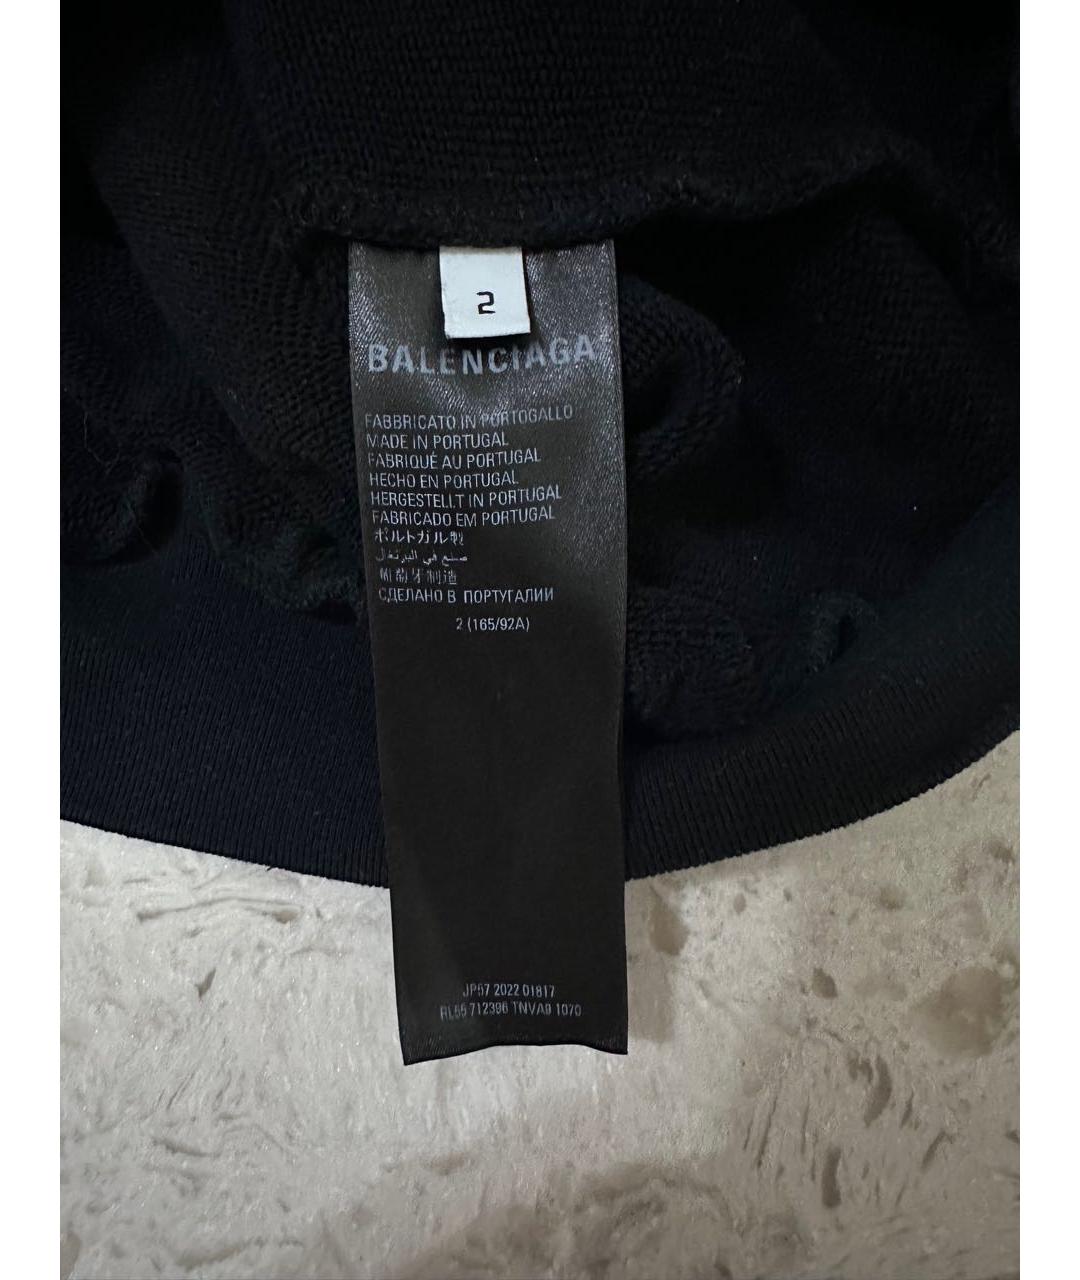 2
BALENCIAGA
FABBRICATO IN PORTOGALLO
MADE IN PORTUGAL
FABRIQUÉ AU PORTUGAL
HECHO EN PORTUGAL
HERGESTELLT IN PORTUGAL
FABRICADO EM PORTUGAL
ポルトガル製
صنع في البرتغال
葡萄牙制造
СДЕЛАНО В ПОРТУГАЛИИ
2 (165/92A)
JP57 2022 01817
RL55 712396 TNVA9 1070